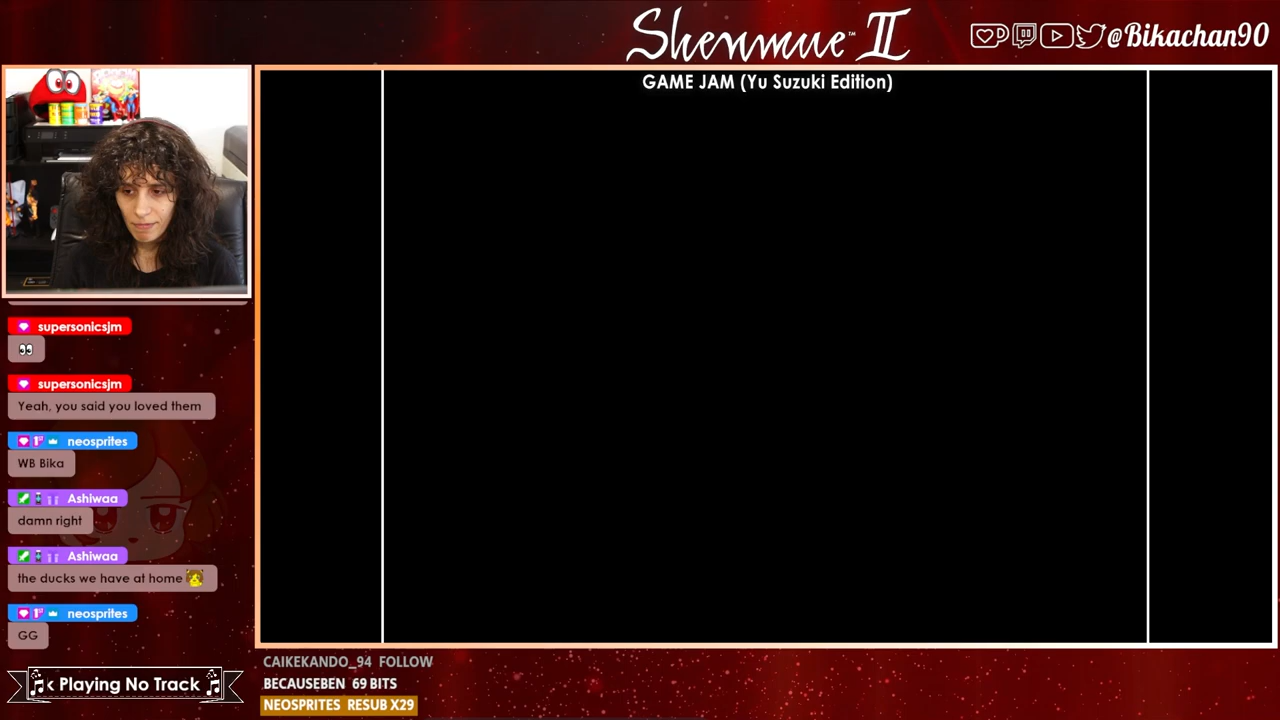 Shenmue™ II
@Bikachan90
GAME JAM (Yu Suzuki Edition)
supersonicsjm
👀
supersonicsjm
Yeah, you said you loved them
neosprites
WB Bika
Ashiwaa
damn right
Ashiwaa
the ducks we have at home
neosprites
GG
k Playing No Track
CAIKEKANDO_94 FOLLOW
BECAUSEBEN 69 BITS
NEOSPRITES RESUB X29